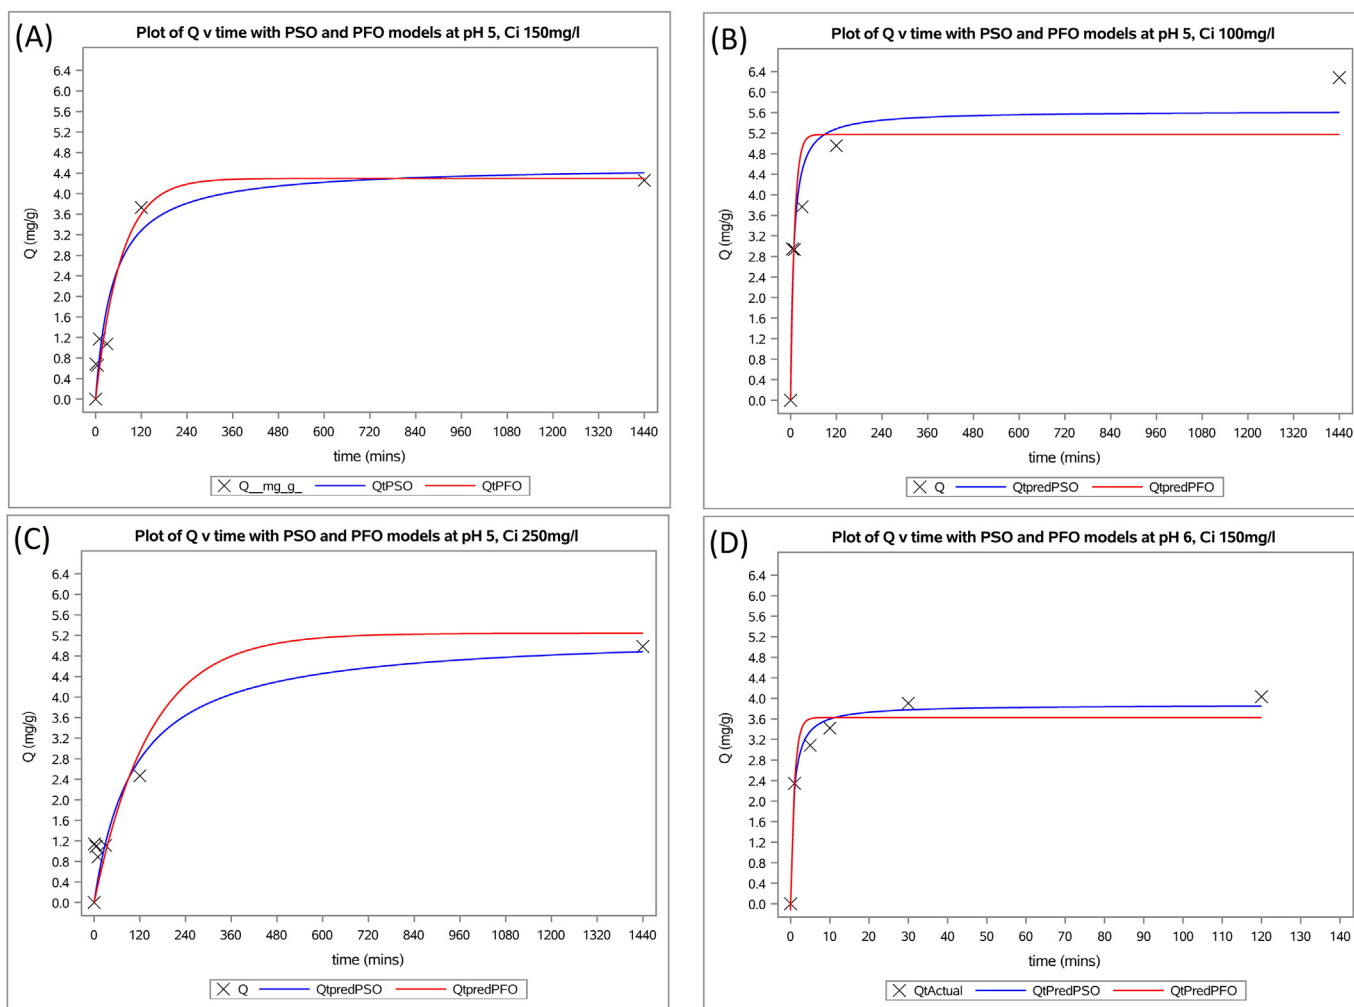 (A)
Plot of Q v time with PSO and PFO models at pH 5, Ci 150mg/l
Q (mg/g)
6.4
6.0
5.6
5.2
4.8
4.4
4.0
3.6
3.2
2.8
2.4
2.0
1.6
1.2
0.8
0.4
0.0
0 120 240 360 480 600 720 840 960 1080 1200 1320 1440
time (mins)
Q__mg_g_ QtPSO QtPFO
(B)
Plot of Q v time with PSO and PFO models at pH 5, Ci 100mg/l
Q (mg/g)
6.4
6.0
5.6
5.2
4.8
4.4
4.0
3.6
3.2
2.8
2.4
2.0
1.6
1.2
0.8
0.4
0.0
0 120 240 360 480 600 720 840 960 1080 1200 1320 1440
time (mins)
Q QtpredPSO QtpredPFO
(C)
Plot of Q v time with PSO and PFO models at pH 5, Ci 250mg/l
Q (mg/g)
6.4
6.0
5.6
5.2
4.8
4.4
4.0
3.6
3.2
2.8
2.4
2.0
1.6
1.2
0.8
0.4
0.0
0 120 240 360 480 600 720 840 960 1080 1200 1320 1440
time (mins)
Q QtpredPSO QtpredPFO
(D)
Plot of Q v time with PSO and PFO models at pH 6, Ci 150mg/l
Q (mg/g)
6.4
6.0
5.6
5.2
4.8
4.4
4.0
3.6
3.2
2.8
2.4
2.0
1.6
1.2
0.8
0.4
0.0
0 10 20 30 40 50 60 70 80 90 100 110 120 130 140
time (mins)
QtActual QtPredPSO QtPredPFO